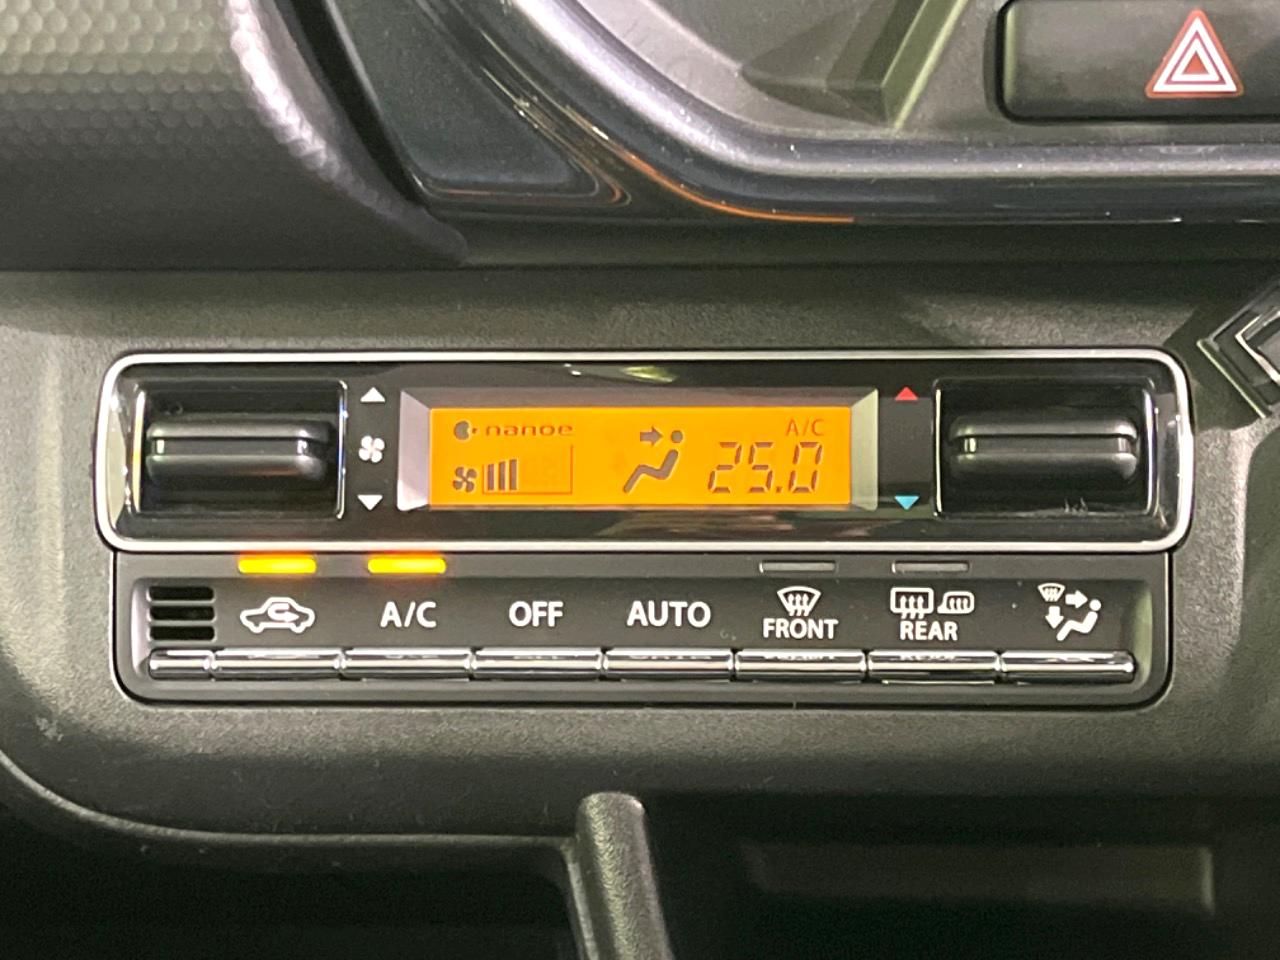 nanoe
A/C
25.0
A/C
OFF
AUTO
FRONT
REAR